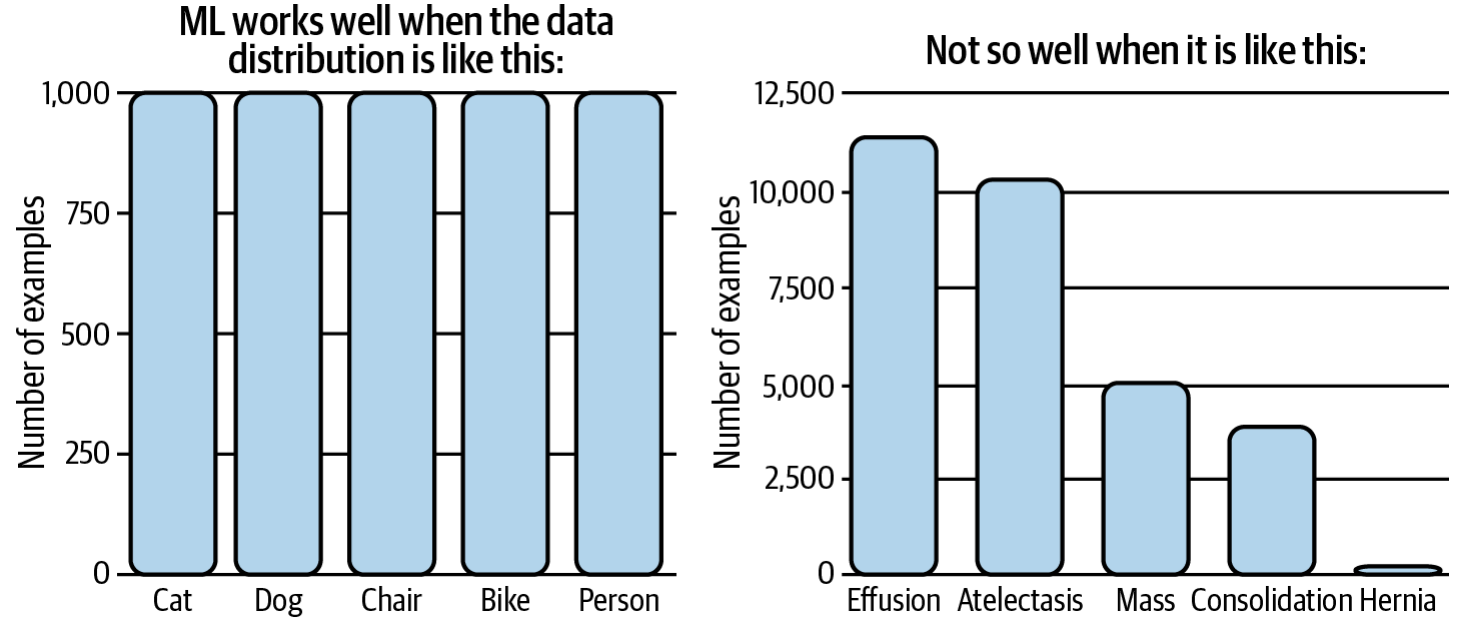 ML works well when the data
distribution is like this:
Number of examples
1,000
750
500
250
0
Cat Dog Chair Bike Person
Not so well when it is like this:
Number of examples
12,500
10,000
7,500
5,000
2,500
0
Effusion Atelectasis Mass Consolidation Hernia